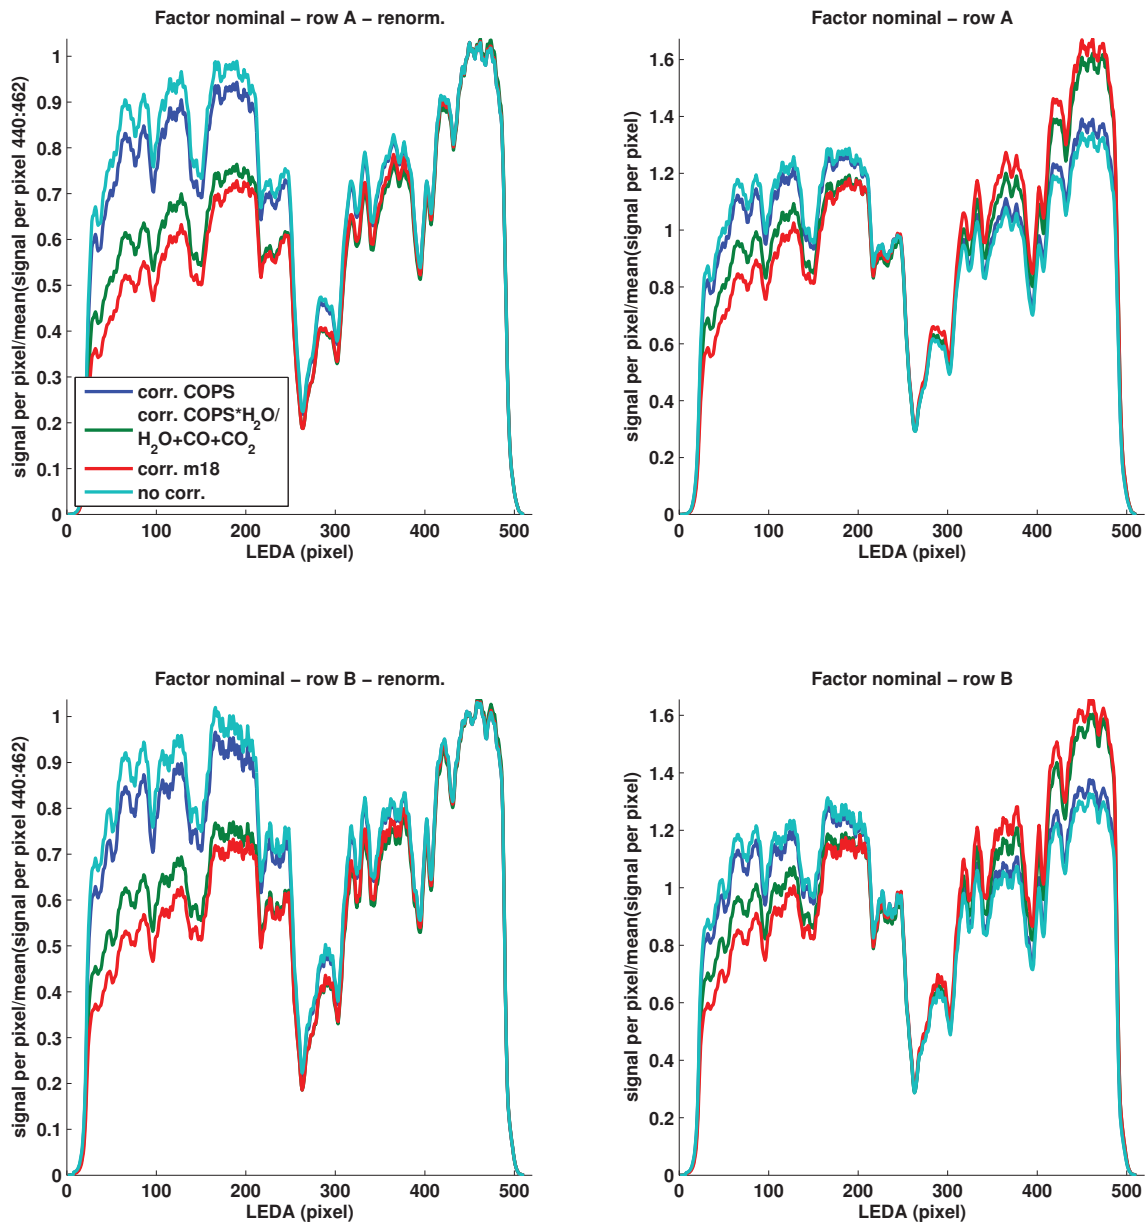 Factor nominal − row A − renorm.
signal per pixel/mean(signal per pixel 440:462)
1
0.9
0.8
0.7
0.6
0.5
0.4
0.3
0.2
0.1
0
corr. COPS
corr. COPS*H2O/
H2O+CO+CO2
corr. m18
no corr.
0 100 200 300 400 500
LEDA (pixel)
Factor nominal − row A
signal per pixel/mean(signal per pixel)
1.6
1.4
1.2
1
0.8
0.6
0.4
0.2
0
0 100 200 300 400 500
LEDA (pixel)
Factor nominal − row B − renorm.
signal per pixel/mean(signal per pixel 440:462)
1
0.9
0.8
0.7
0.6
0.5
0.4
0.3
0.2
0.1
0
0 100 200 300 400 500
LEDA (pixel)
Factor nominal − row B
signal per pixel/mean(signal per pixel)
1.6
1.4
1.2
1
0.8
0.6
0.4
0.2
0
0 100 200 300 400 500
LEDA (pixel)